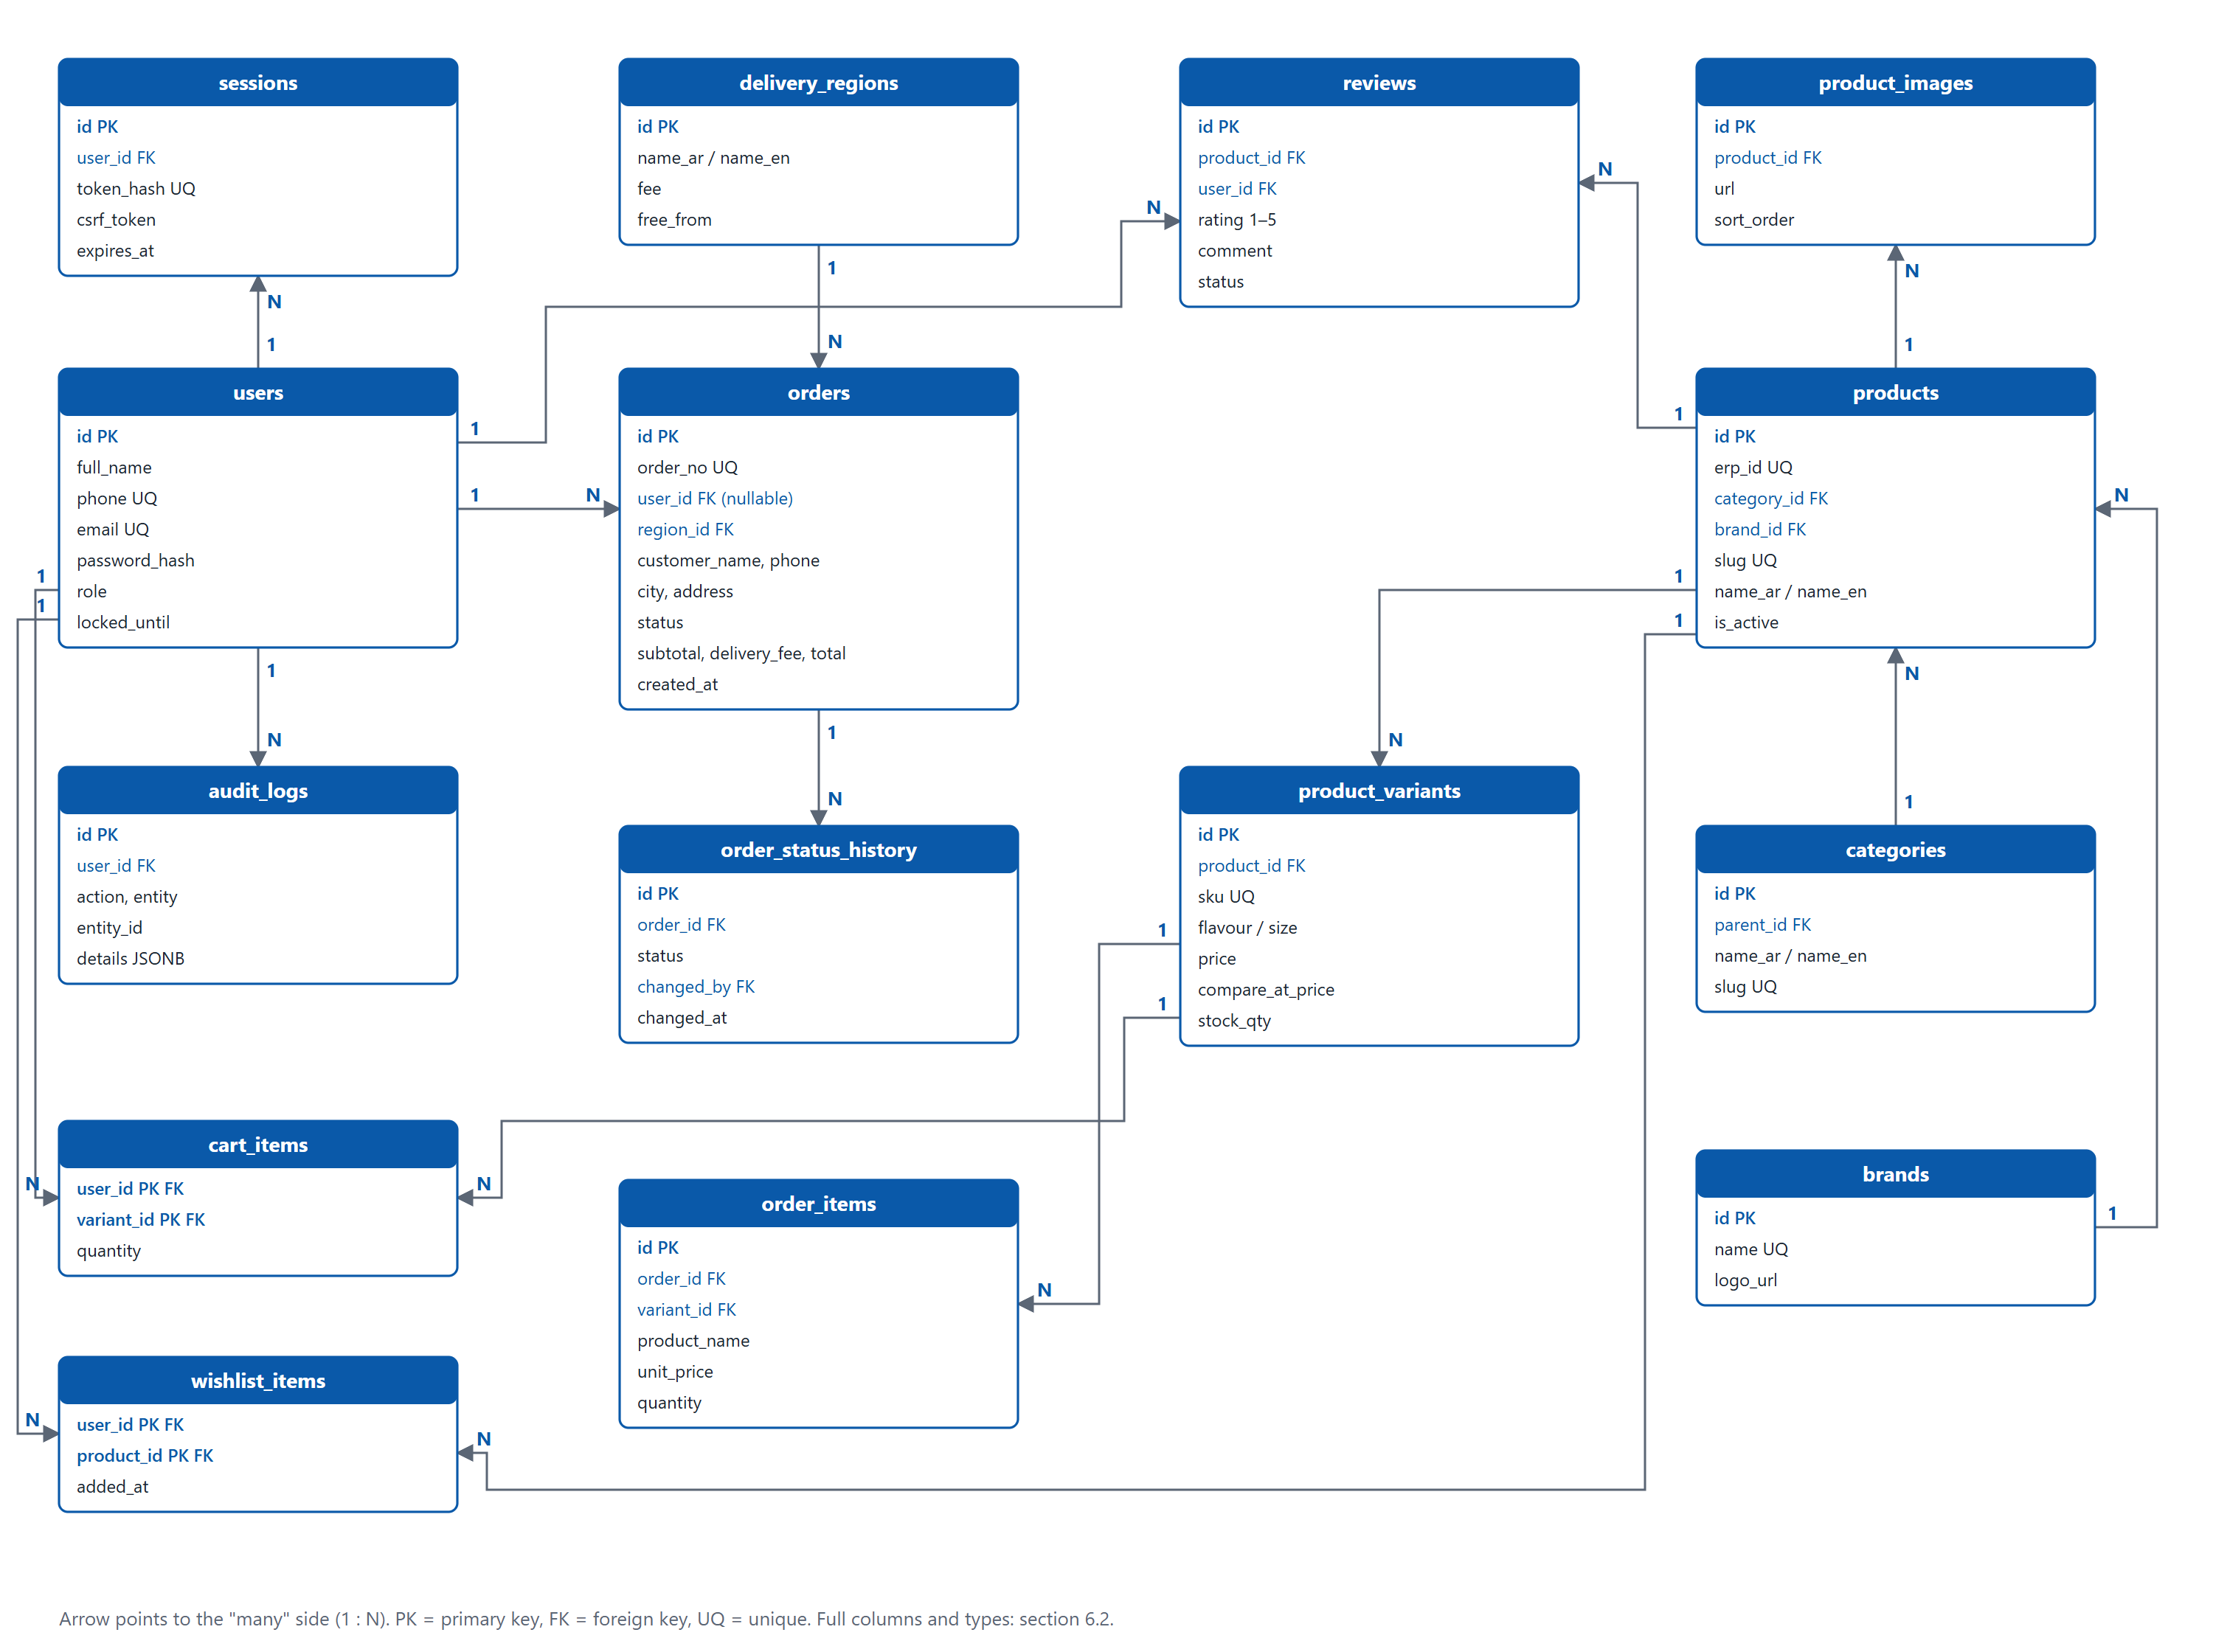 sessions
id PK
user_id FK
token_hash UQ
csrf_token
expires_at
delivery_regions
id PK
name_ar / name_en
fee
free_from
reviews
id PK
product_id FK
user_id FK
rating 1–5
comment
status
product_images
id PK
product_id FK
url
sort_order
N
1
1
N
N
N
N
1
users
id PK
full_name
phone UQ
email UQ
password_hash
role
locked_until
1
1
N
1
1
orders
id PK
order_no UQ
user_id FK (nullable)
region_id FK
customer_name, phone
city, address
status
subtotal, delivery_fee, total
created_at
products
id PK
erp_id UQ
category_id FK
brand_id FK
slug UQ
name_ar / name_en
is_active
1
1
1
N
1
N
1
N
N
N
1
audit_logs
id PK
user_id FK
action, entity
entity_id
details JSONB
order_status_history
id PK
order_id FK
status
changed_by FK
changed_at
product_variants
id PK
product_id FK
sku UQ
flavour / size
price
compare_at_price
stock_qty
1
1
categories
id PK
parent_id FK
name_ar / name_en
slug UQ
cart_items
user_id PK FK
variant_id PK FK
quantity
N
N
order_items
id PK
order_id FK
variant_id FK
product_name
unit_price
quantity
N
brands
id PK
name UQ
logo_url
1
wishlist_items
user_id PK FK
product_id PK FK
added_at
N
N
Arrow points to the "many" side (1 : N). PK = primary key, FK = foreign key, UQ = unique. Full columns and types: section 6.2.